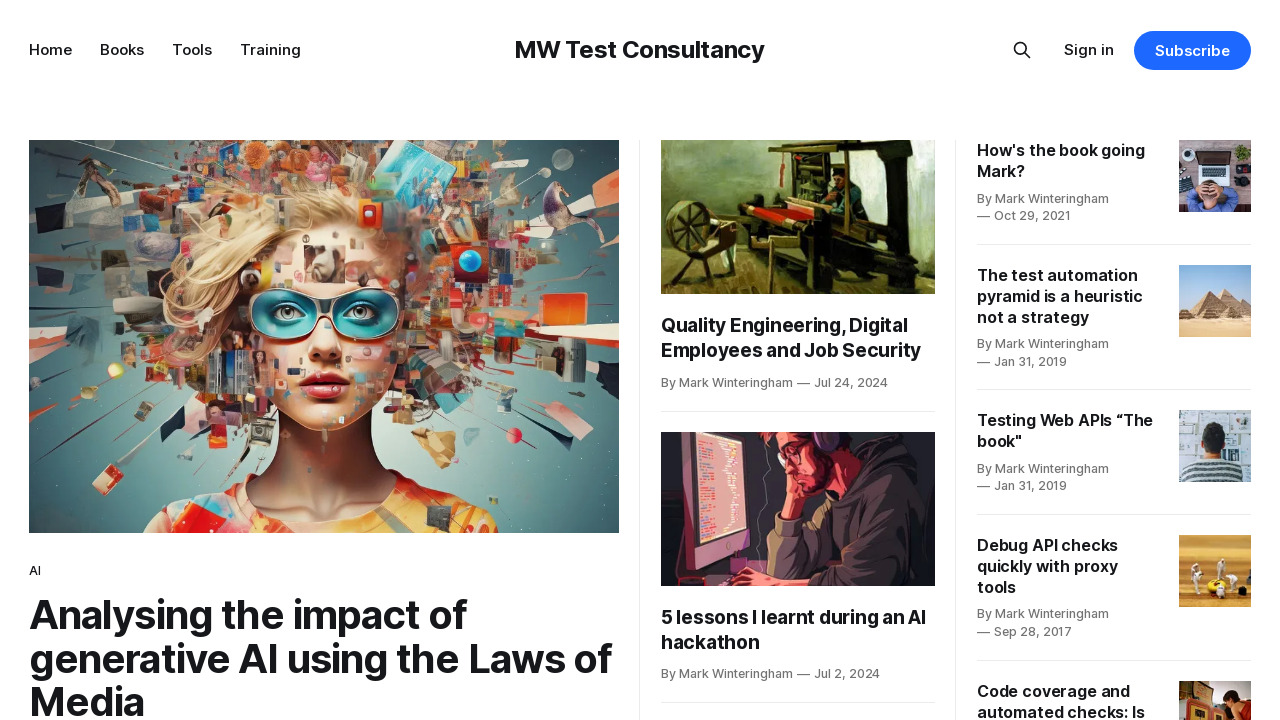 Home
Books
Tools
Training
MW Test Consultancy
Sign in
Subscribe
AI
Analysing the impact of
generative AI using the Laws of
Media
Quality Engineering, Digital
Employees and Job Security
By Mark Winteringham — Jul 24, 2024
5 lessons I learnt during an AI
hackathon
By Mark Winteringham — Jul 2, 2024
How's the book going
Mark?
By Mark Winteringham
— Oct 29, 2021
The test automation
pyramid is a heuristic
not a strategy
By Mark Winteringham
— Jan 31, 2019
Testing Web APIs “The
book"
By Mark Winteringham
— Jan 31, 2019
Debug API checks
quickly with proxy
tools
By Mark Winteringham
— Sep 28, 2017
Code coverage and
automated checks: Is